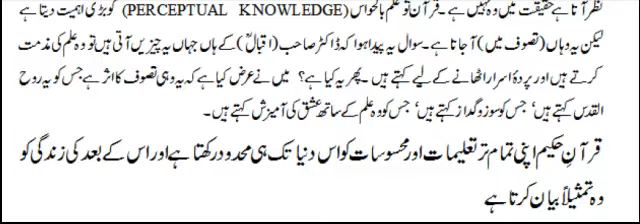 نظر آتا ہے حقیقت میں وہ نہیں ہے۔ قرآن تو علم بالحواس (PERCEPTUAL KNOWLEDGE) کو بڑی اہمیت دیتا ہے
لیکن یہ وہاں (تصوف میں) آ جاتا ہے۔ سوال یہ پیدا ہوا کہ ڈاکٹر صاحب (اقبالؒ) کے ہاں جہاں یہ چیزیں آتی ہیں تو وہ علم کی مذمت
کرتے ہیں اور پردۂ اسرار اٹھانے کے لیے کہتے ہیں۔ پھر یہ کیا ہے؟ میں نے عرض کیا ہے کہ یہ وہی تصوف کا اثر ہے جس کو یہ روح
القدس کہتے ہیں‘ جس کو سوز و گداز کہتے ہیں‘ جس کو وہ علم کے ساتھ عشق کی آمیزش کہتے ہیں۔
قرآنِ حکیم اپنی تمام تر تعلیمات اور محسوسات کو اس دنیا تک ہی محدود رکھتا ہے اور اس کے بعد کی زندگی کو
وہ تمثیلاً بیان کرتا ہے